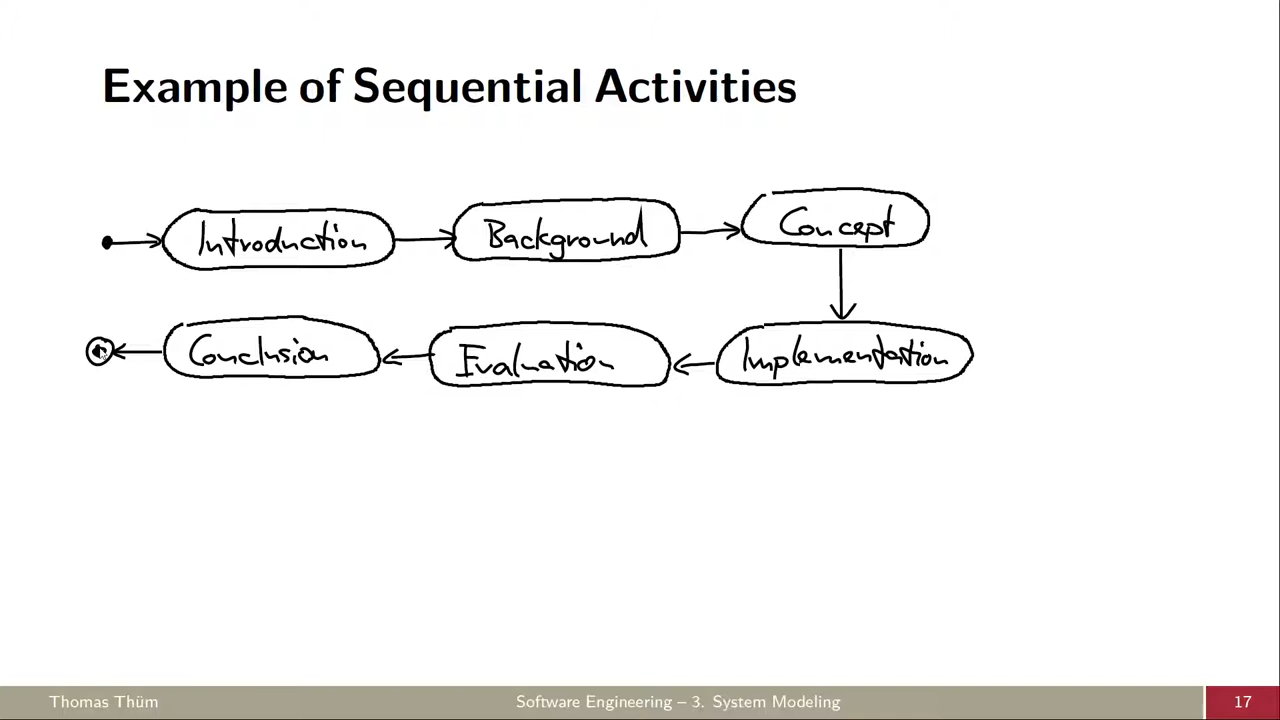 Example of Sequential Activities
Introduction Background Concept
Conclusion Evaluation Implementation
Thomas Thüm Software Engineering – 3. System Modeling 17